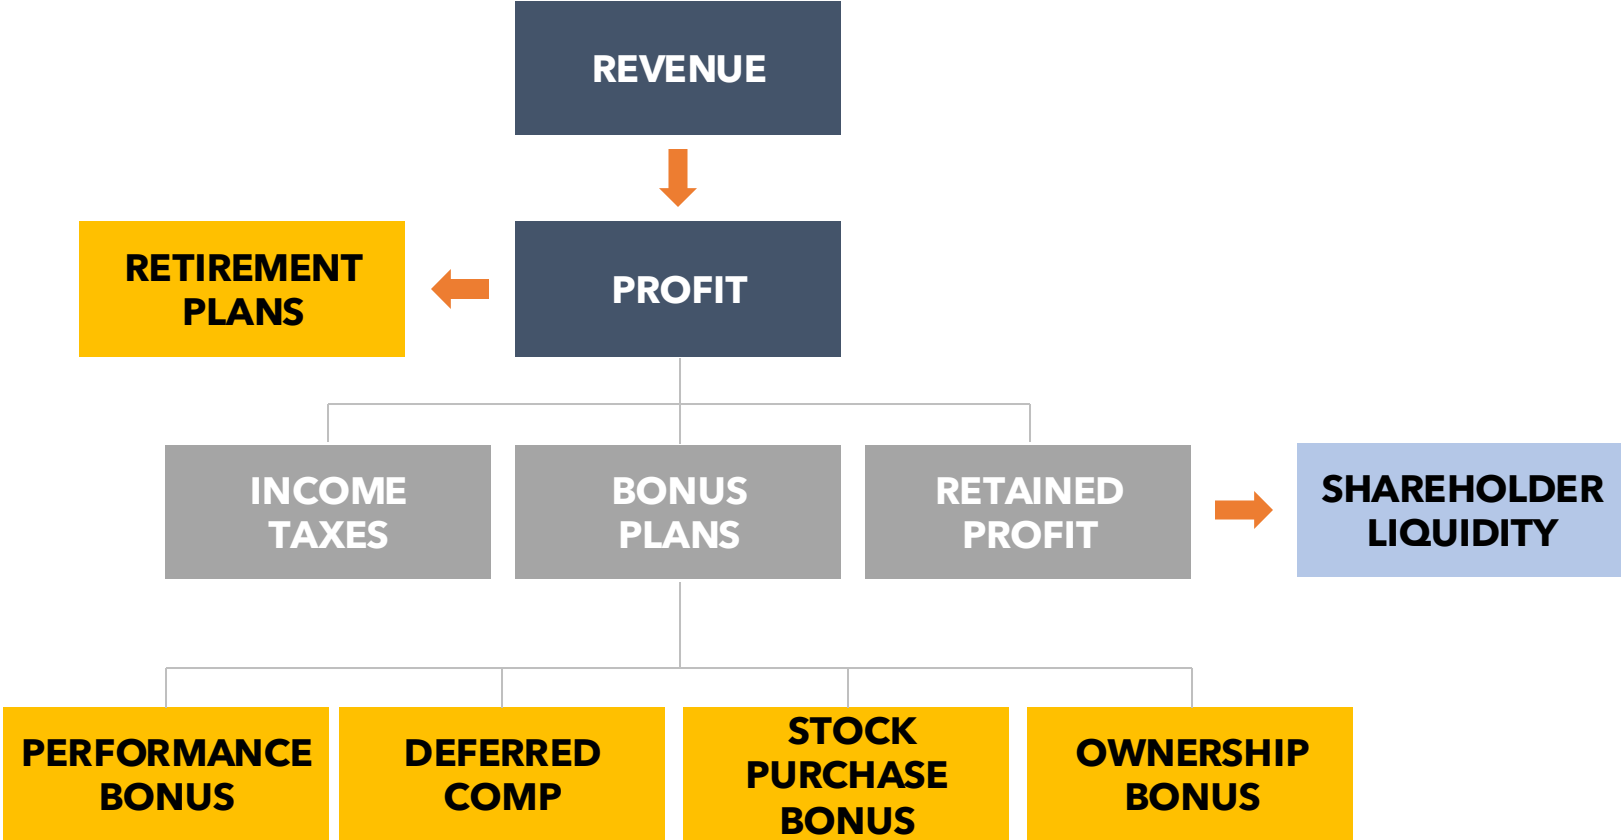 REVENUE
RETIREMENT
PLANS
PROFIT
INCOME
TAXES
BONUS
PLANS
RETAINED
PROFIT
SHAREHOLDER
LIQUIDITY
PERFORMANCE
BONUS
DEFERRED
COMP
STOCK
PURCHASE
BONUS
OWNERSHIP
BONUS